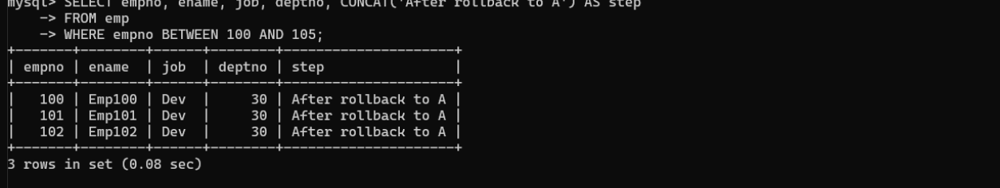 mysql> SELECT empno, ename, job, deptno, CONCAT('After rollback to A') AS step
    -> FROM emp
    -> WHERE empno BETWEEN 100 AND 105;
+-------+--------+------+--------+---------------------+
| empno | ename  | job  | deptno | step                |
+-------+--------+------+--------+---------------------+
|   100 | Emp100 | Dev  |     30 | After rollback to A |
|   101 | Emp101 | Dev  |     30 | After rollback to A |
|   102 | Emp102 | Dev  |     30 | After rollback to A |
+-------+--------+------+--------+---------------------+
3 rows in set (0.08 sec)